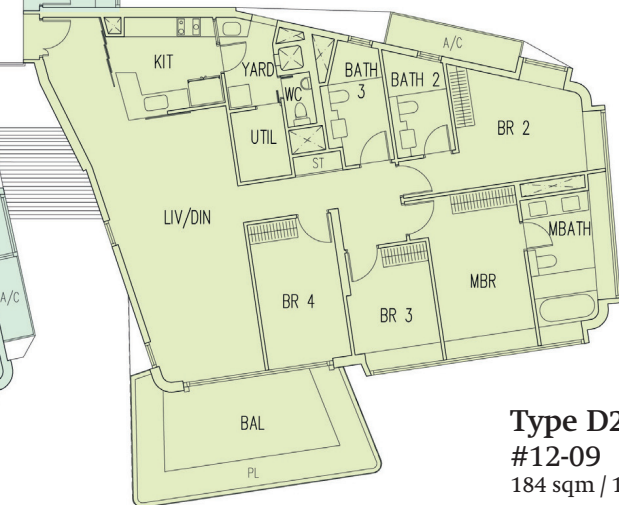 A/C
KIT
YARD
BATH
3
BATH 2
WC
BR 2
UTIL
ST
LIV/DIN
MBATH
A/C
MBR
BR 4
BR 3
BAL
PL
Type D2
#12-09
184 sqm / 1